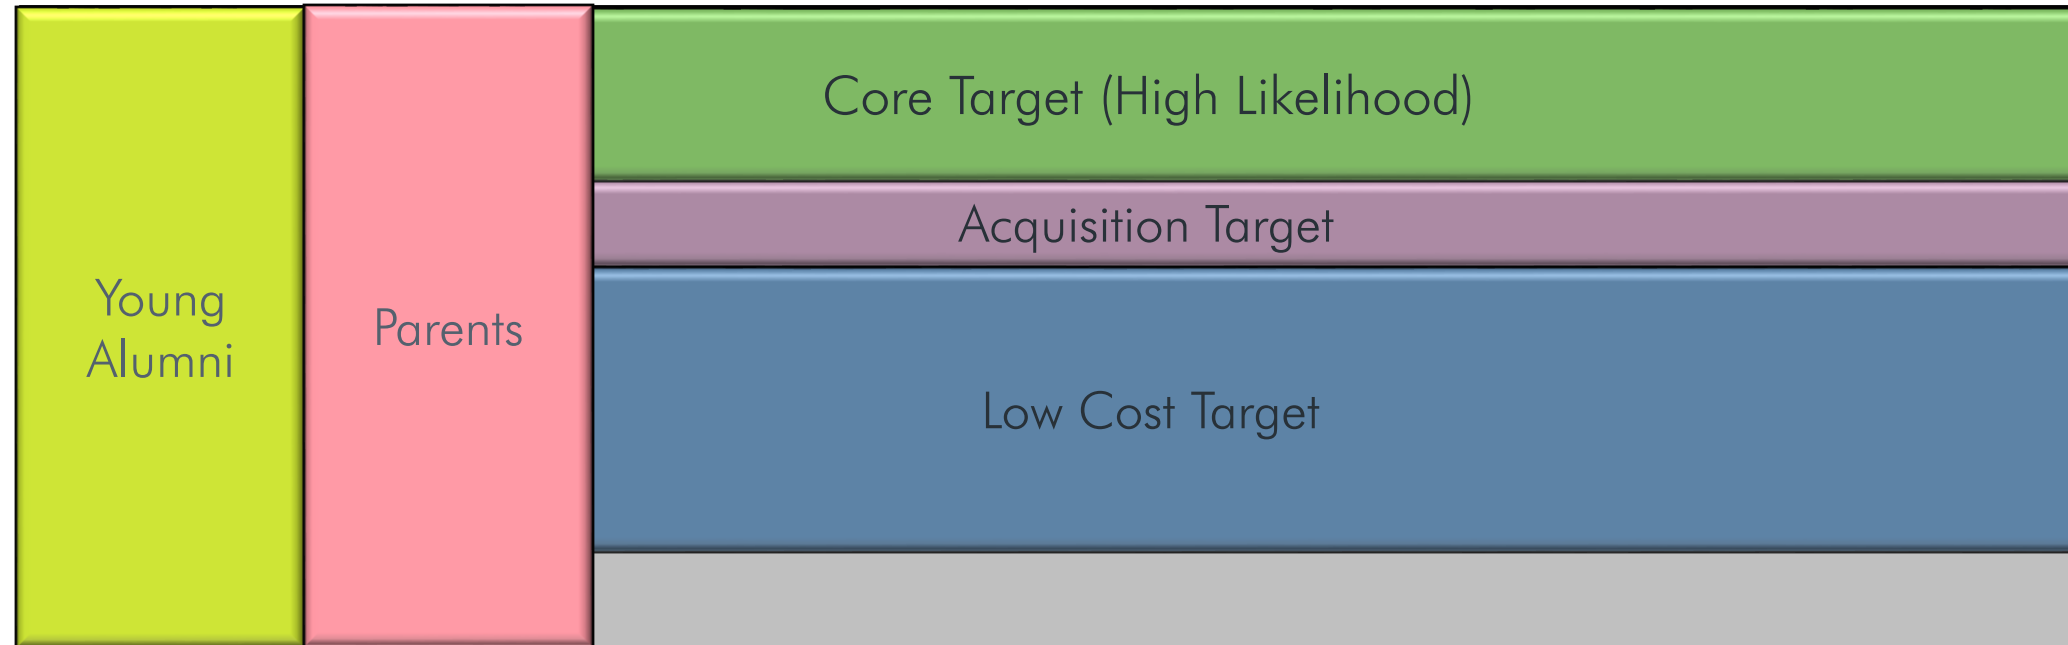 Young
Alumni
Parents
Core Target (High Likelihood)
Acquisition Target
Low Cost Target